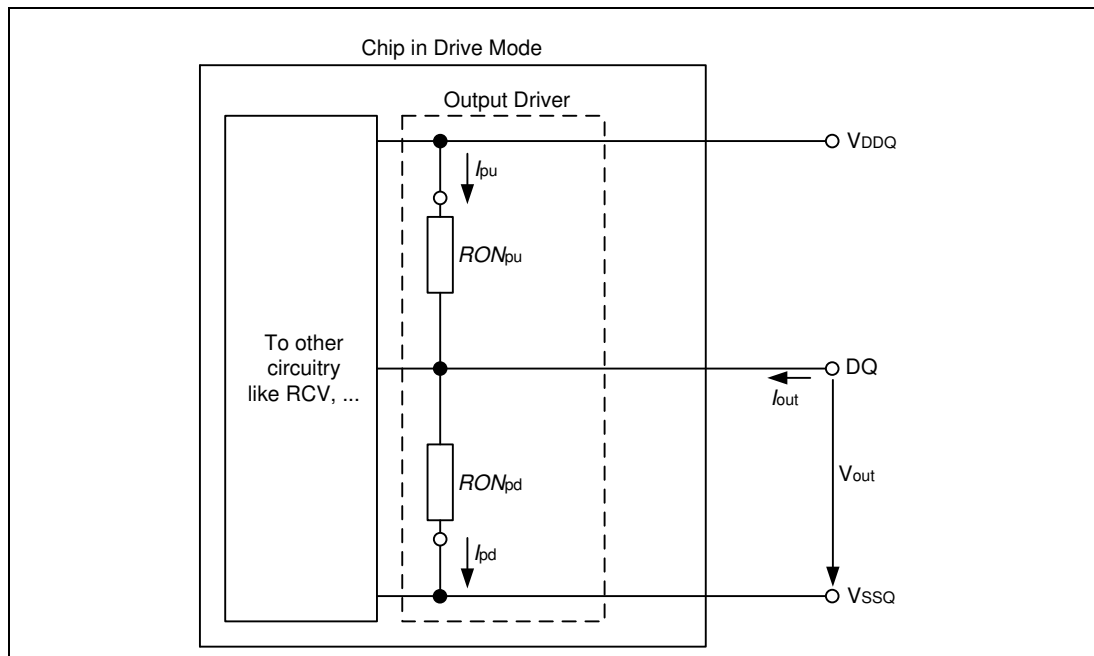 Chip in Drive Mode
Output Driver
VDDQ
Ipu
RONpu
To other
circuitry
like RCV, ...
DQ
Iout
RONpd
Vout
Ipd
VSSQ